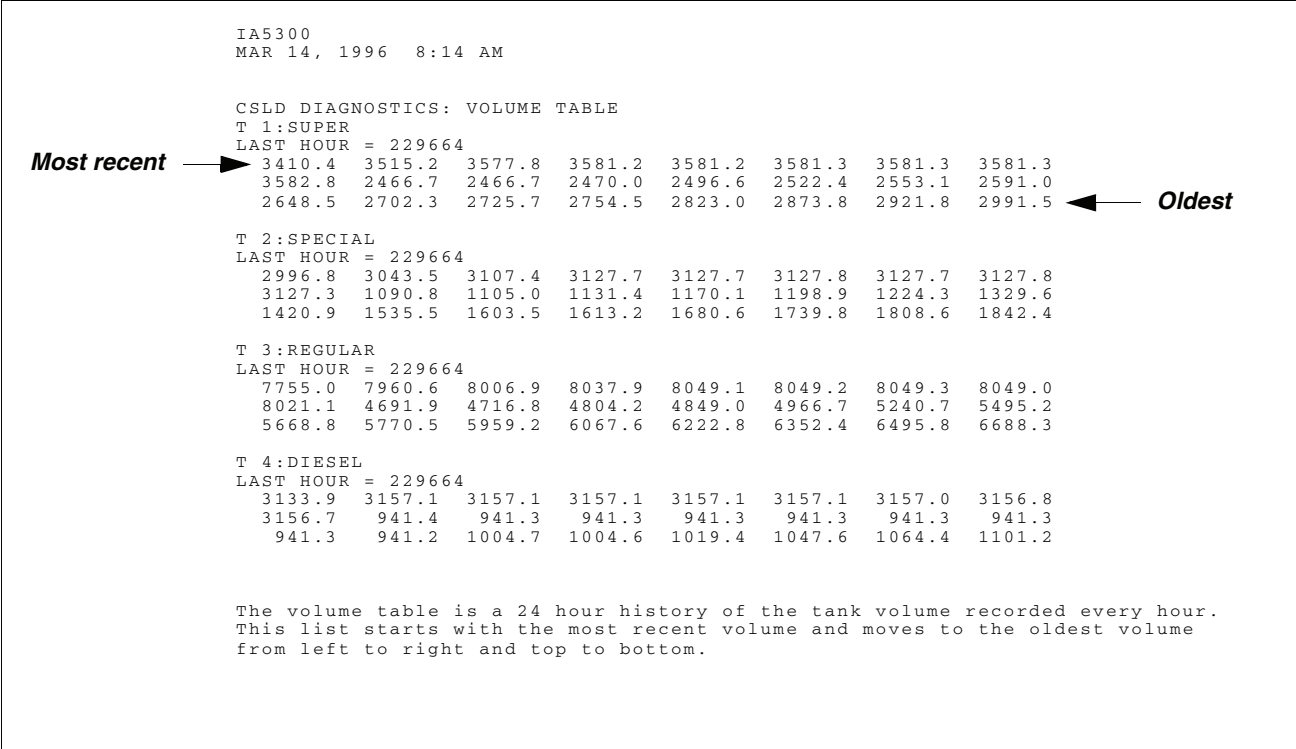 IA5300
MAR 14, 1996 8:14 AM
CSLD DIAGNOSTICS: VOLUME TABLE
T 1:SUPER
LAST HOUR = 229664
Most recent
3410.4 3515.2 3577.8 3581.2 3581.2 3581.3 3581.3 3581.3
3582.8 2466.7 2466.7 2470.0 2496.6 2522.4 2553.1 2591.0
2648.5 2702.3 2725.7 2754.5 2823.0 2873.8 2921.8 2991.5
Oldest
T 2:SPECIAL
LAST HOUR = 229664
2996.8 3043.5 3107.4 3127.7 3127.7 3127.8 3127.7 3127.8
3127.3 1090.8 1105.0 1131.4 1170.1 1198.9 1224.3 1329.6
1420.9 1535.5 1603.5 1613.2 1680.6 1739.8 1808.6 1842.4
T 3:REGULAR
LAST HOUR = 229664
7755.0 7960.6 8006.9 8037.9 8049.1 8049.2 8049.3 8049.0
8021.1 4691.9 4716.8 4804.2 4849.0 4966.7 5240.7 5495.2
5668.8 5770.5 5959.2 6067.6 6222.8 6352.4 6495.8 6688.3
T 4:DIESEL
LAST HOUR = 229664
3133.9 3157.1 3157.1 3157.1 3157.1 3157.1 3157.0 3156.8
3156.7 941.4 941.3 941.3 941.3 941.3 941.3 941.3
941.3 941.2 1004.7 1004.6 1019.4 1047.6 1064.4 1101.2
The volume table is a 24 hour history of the tank volume recorded every hour.
This list starts with the most recent volume and moves to the oldest volume
from left to right and top to bottom.